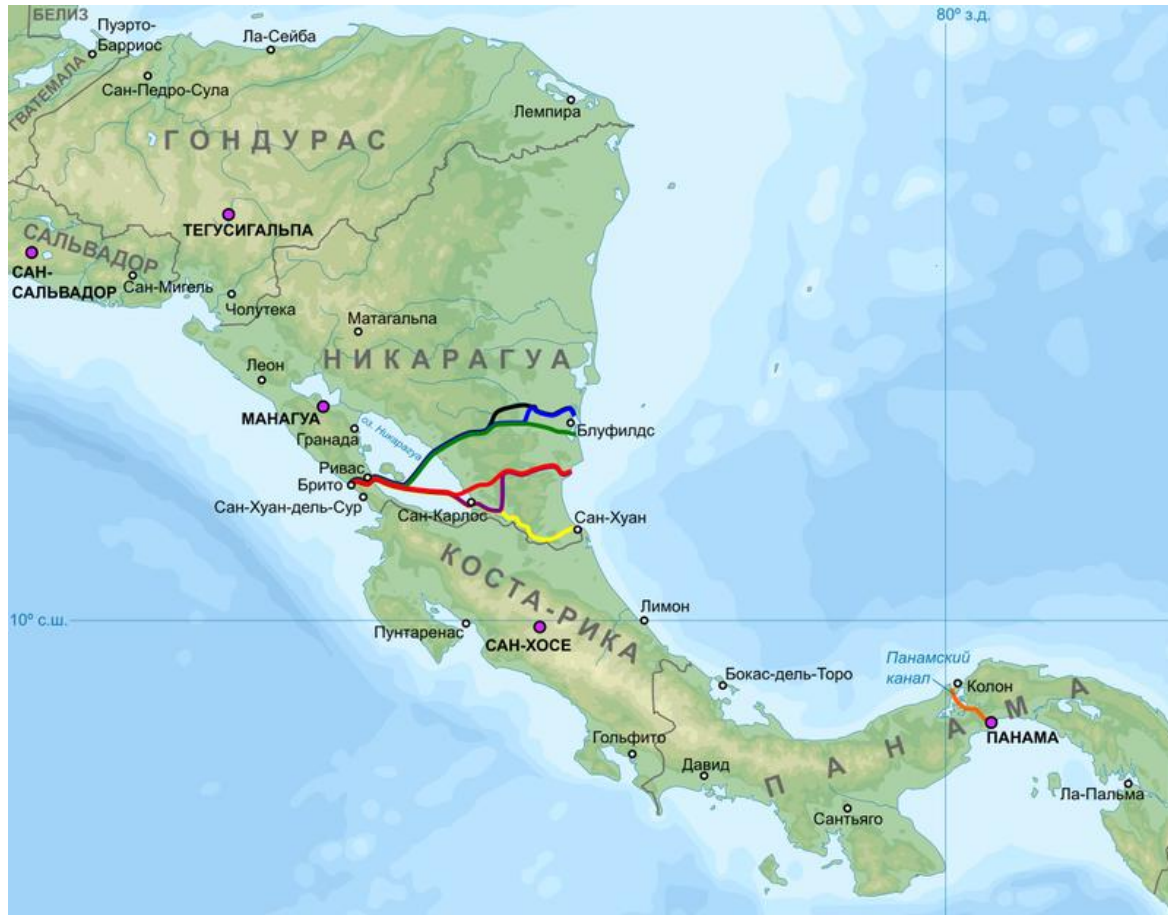 БЕЛИЗ
80° з.д.
Пуэрто-
Барриос
Ла-Сейба
ГВАТЕМАЛА
Сан-Педро-Сула
Лемпира
ГОНДУРАС
ТЕГУСИГАЛЬПА
САЛЬВАДОР
САН-
САЛЬВАДОР
Сан-Мигель
Чолутека
Матагальпа
НИКАРАГУА
Леон
МАНАГУА
оз. Никарагуа
Гранада
Блуфилдс
Ривас
Брито
Сан-Хуан-дель-Сур
Сан-Карлос
Сан-Хуан
КОСТА-РИКА
10° с.ш.
Лимон
Пунтаренас
САН-ХОСЕ
Бокас-дель-Торо
Панамский
канал
Колон
ПАНАМА
ПАНАМА
Гольфито
Давид
Ла-Пальма
Сантьяго